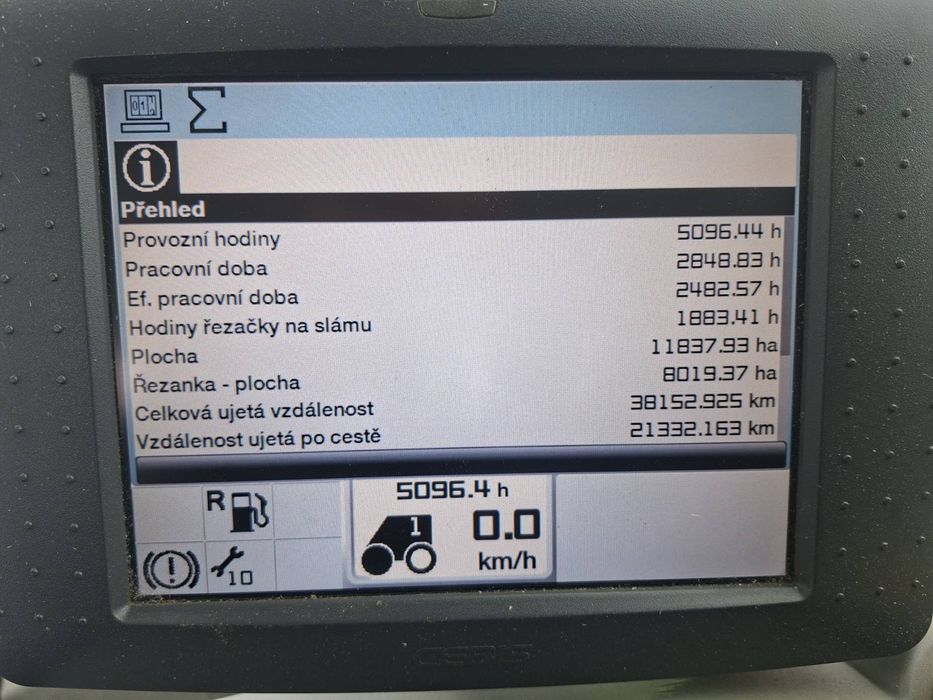 Přehled
Provozní hodiny 5096.44 h
Pracovní doba 2848.83 h
Ef. pracovní doba 2482.57 h
Hodiny řezačky na slámu 1883.41 h
Plocha 11837.93 ha
Řezanka - plocha 8019.37 ha
Celková ujetá vzdálenost 38152.925 km
Vzdálenost ujetá po cestě 21332.163 km
5096.4 h
R
1
0.0
km/h
10
CEBIS